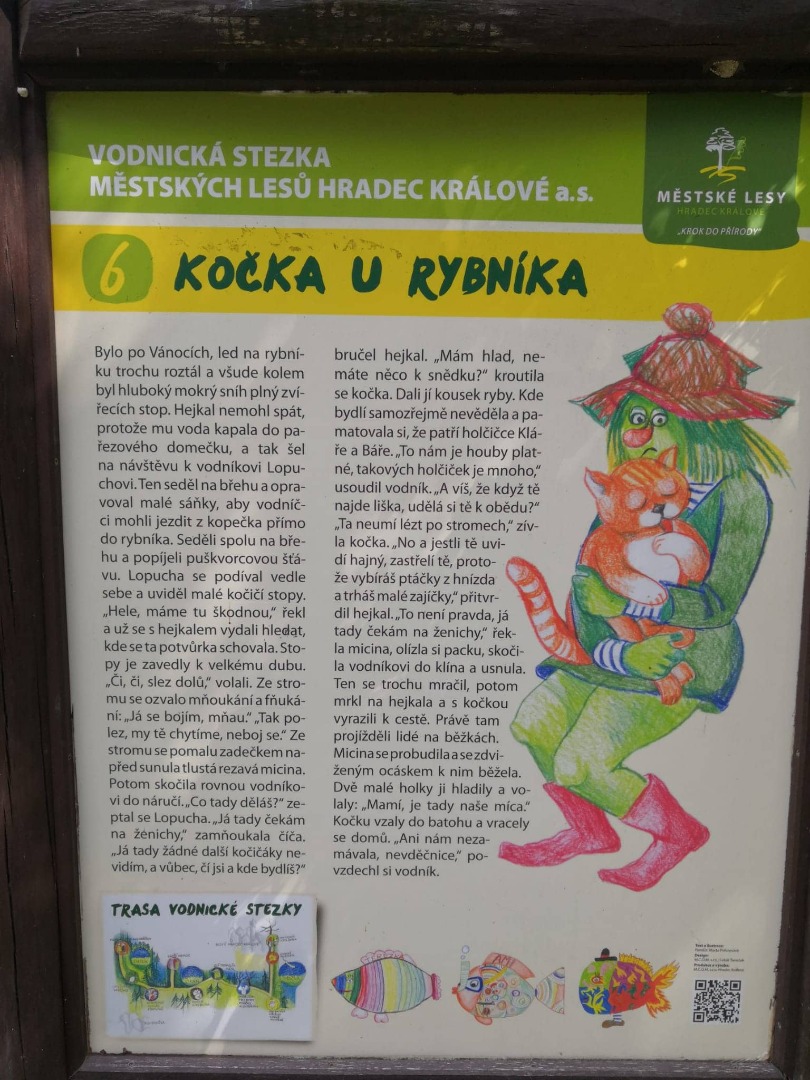 VODNICKÁ STEZKA
MĚSTSKÝCH LESŮ HRADEC KRÁLOVÉ a.s.
MĚSTSKÉ LESY
HRADEC KRÁLOVÉ
„KROK DO PŘÍRODY“
6 KOČKA U RYBNÍKA
Bylo po Vánocích, led na rybní-
ku trochu roztál a všude kolem
byl hluboký mokrý sníh plný zví-
řecích stop. Hejkal nemohl spát,
protože mu voda kapala do pa-
řezového domečku, a tak šel
na návštěvu k vodníkovi Lopu-
chovi. Ten seděl na břehu a opra-
voval malé sáňky, aby vodníč-
ci mohli jezdit z kopečka přímo
do rybníka. Seděli spolu na bře-
hu a popíjeli puškvorcovou šťá-
vu. Lopucha se podíval vedle
sebe a uviděl malé kočičí stopy.
„Hele, máme tu škodnou,“ řekl
a už se s hejkalem vydali hledat,
kde se ta potvůrka schovala. Sto-
py je zavedly k velkému dubu.
„Či, či, slez dolů,“ volali. Ze stro-
mu se ozvalo mňoukání a fňuká-
ní: „Já se bojím, mňau.“ „Tak po-
lez, my tě chytíme, neboj se.“ Ze
stromu se pomalu zadečkem na-
před sunula tlustá rezavá micina.
Potom skočila rovnou vodníko-
vi do náručí. „Co tady děláš?“ ze-
ptal se Lopucha. „Já tady čekám
na ženichy,“ zamňoukala číča.
„Já tady žádné další kočičáky ne-
vidím, a vůbec, čí jsi a kde bydlíš?“
bručel hejkal. „Mám hlad, ne-
máte něco k snědku?“ kroutila
se kočka. Dali jí kousek ryby. Kde
bydlí samozřejmě nevěděla a pa-
matovala si, že patří holčičce Klá-
ře a Báře. „To nám je houby plat-
né, takových holčiček je mnoho,“
usoudil vodník. „A víš, že když tě
najde liška, udělá si tě k obědu?“
„Ta neumí lézt po stromech,“ zív-
la kočka. „No a jestli tě uvi-
dí hajný, zastřelí tě, proto-
že vybíráš ptáčky z hnízda
a trháš malé zajíčky,“ přitvr-
dil hejkal. „To není pravda, já
tady čekám na ženichy,“ řek-
la micina, olízla si packu, skoči-
la vodníkovi do klína a usnula.
Ten se trochu mračil, potom
mrkl na hejkala a s kočkou
vyrazili k cestě. Právě tam
projížděli lidé na běžkách.
Micina se probudila a se zdvi-
ženým ocáskem k nim běžela.
Dvě malé holky ji hladily a vo-
laly: „Mamí, je tady naše míca.“
Kočku vzaly do batohu a vracely
se domů. „Ani nám neza-
mávala, nevděčnice,“ po-
vzdechl si vodník.
TRASA VODNICKÉ STEZKY